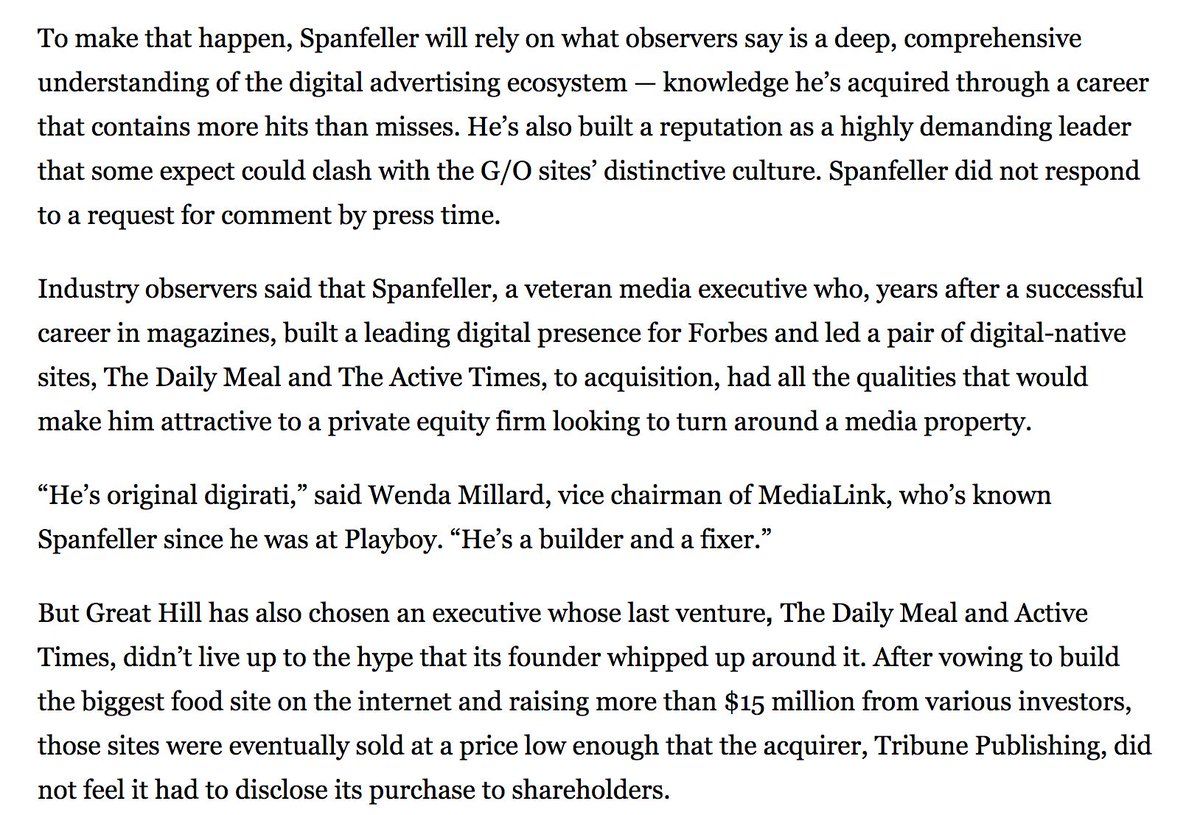 To make that happen, Spanfeller will rely on what observers say is a deep, comprehensive
understanding of the digital advertising ecosystem — knowledge he’s acquired through a career
that contains more hits than misses. He’s also built a reputation as a highly demanding leader
that some expect could clash with the G/O sites’ distinctive culture. Spanfeller did not respond
to a request for comment by press time.
Industry observers said that Spanfeller, a veteran media executive who, years after a successful
career in magazines, built a leading digital presence for Forbes and led a pair of digital-native
sites, The Daily Meal and The Active Times, to acquisition, had all the qualities that would
make him attractive to a private equity firm looking to turn around a media property.
“He’s original digirati,” said Wenda Millard, vice chairman of MediaLink, who’s known
Spanfeller since he was at Playboy. “He’s a builder and a fixer.”
But Great Hill has also chosen an executive whose last venture, The Daily Meal and Active
Times, didn’t live up to the hype that its founder whipped up around it. After vowing to build
the biggest food site on the internet and raising more than $15 million from various investors,
those sites were eventually sold at a price low enough that the acquirer, Tribune Publishing, did
not feel it had to disclose its purchase to shareholders.